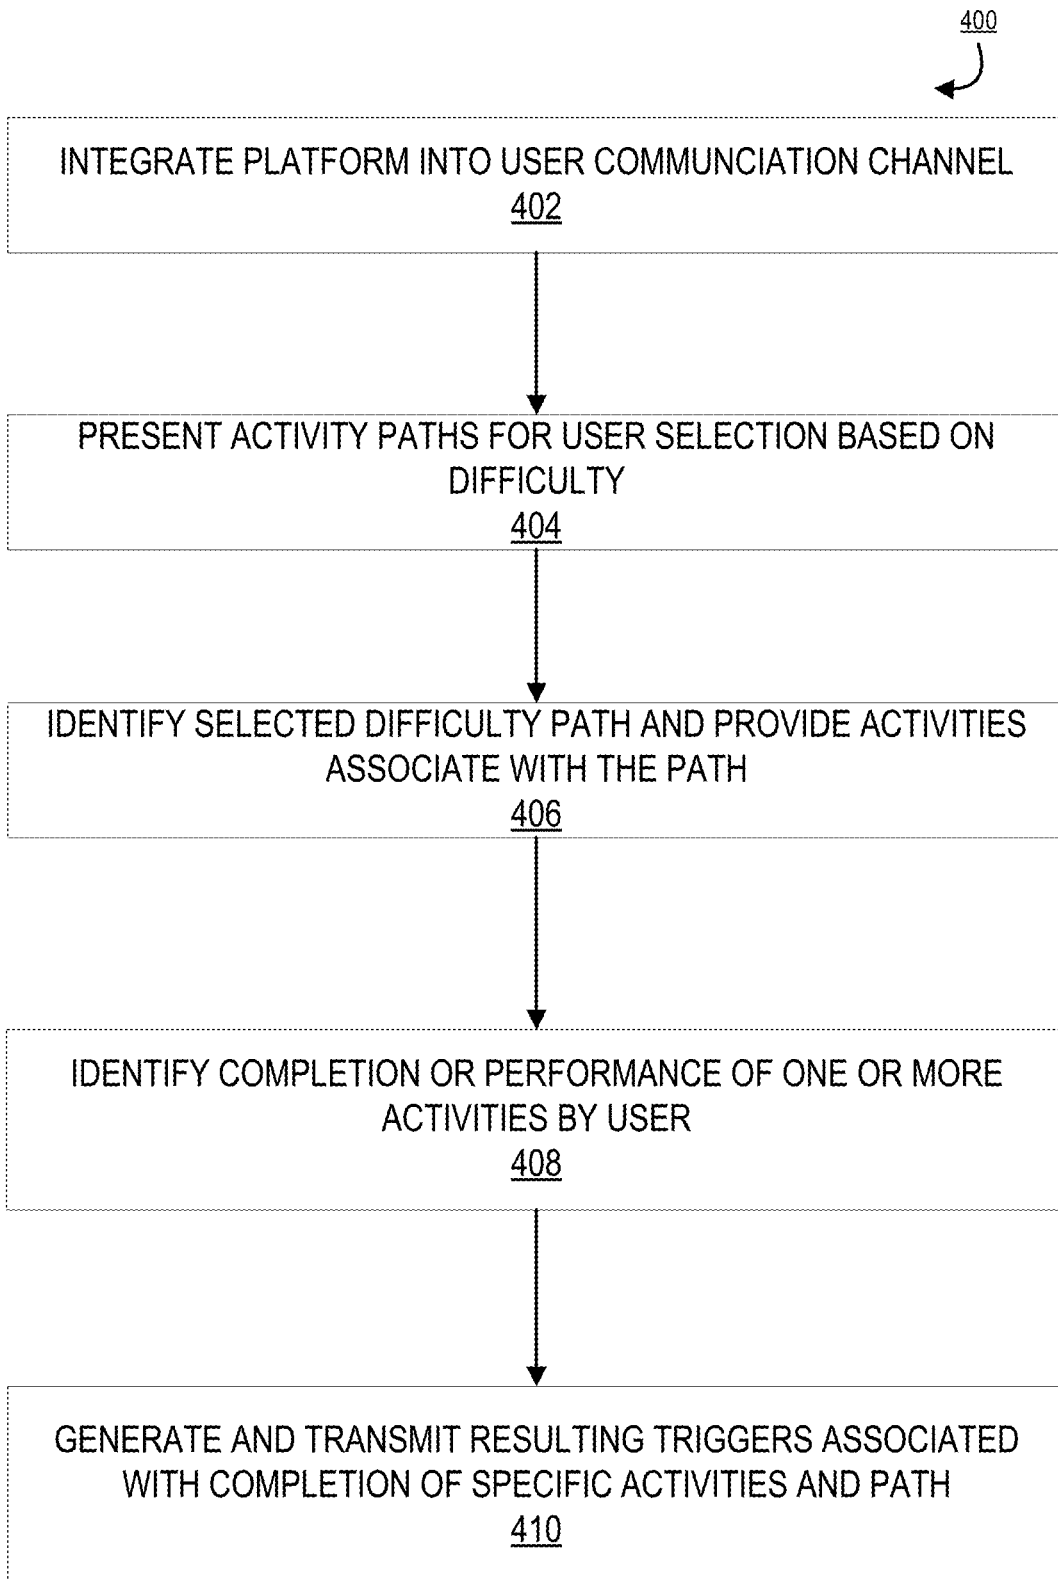 400
INTEGRATE PLATFORM INTO USER COMMUNCIATION CHANNEL
402
PRESENT ACTIVITY PATHS FOR USER SELECTION BASED ON
DIFFICULTY
404
IDENTIFY SELECTED DIFFICULTY PATH AND PROVIDE ACTIVITIES
ASSOCIATE WITH THE PATH
406
IDENTIFY COMPLETION OR PERFORMANCE OF ONE OR MORE
ACTIVITIES BY USER
408
GENERATE AND TRANSMIT RESULTING TRIGGERS ASSOCIATED
WITH COMPLETION OF SPECIFIC ACTIVITIES AND PATH
410